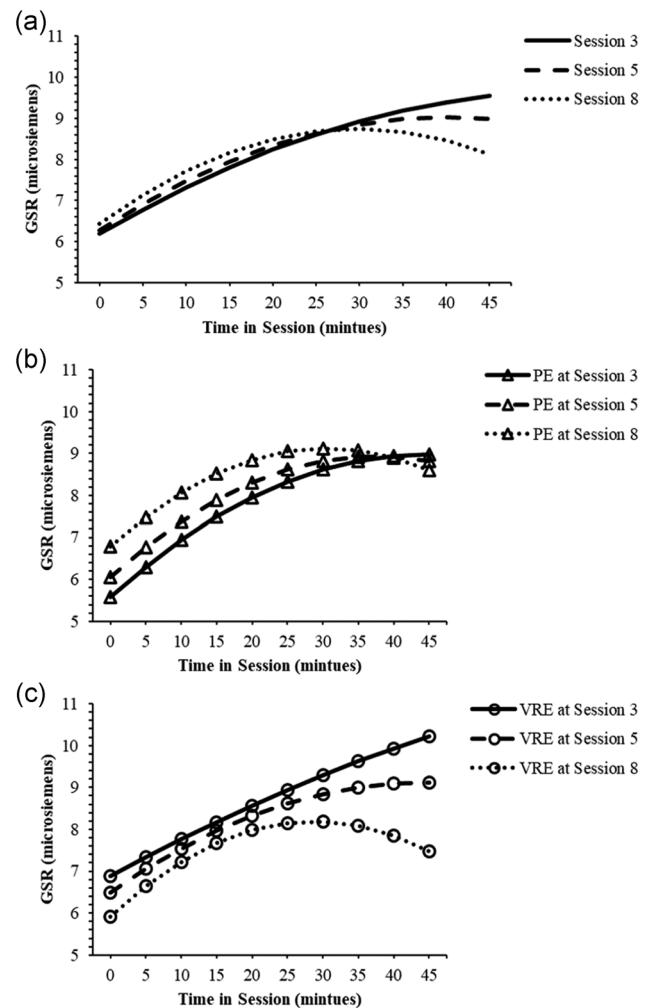 (a)
11
10
9
8
7
6
5
GSR (microsiemens)
0 5 10 15 20 25 30 35 40 45
Time in Session (mintues)
Session 3
Session 5
Session 8
(b)
11
10
9
8
7
6
5
GSR (microsiemens)
0 5 10 15 20 25 30 35 40 45
Time in Session (mintues)
PE at Session 3
PE at Session 5
PE at Session 8
(c)
11
10
9
8
7
6
5
GSR (microsiemens)
0 5 10 15 20 25 30 35 40 45
Time in Session (mintues)
VRE at Session 3
VRE at Session 5
VRE at Session 8